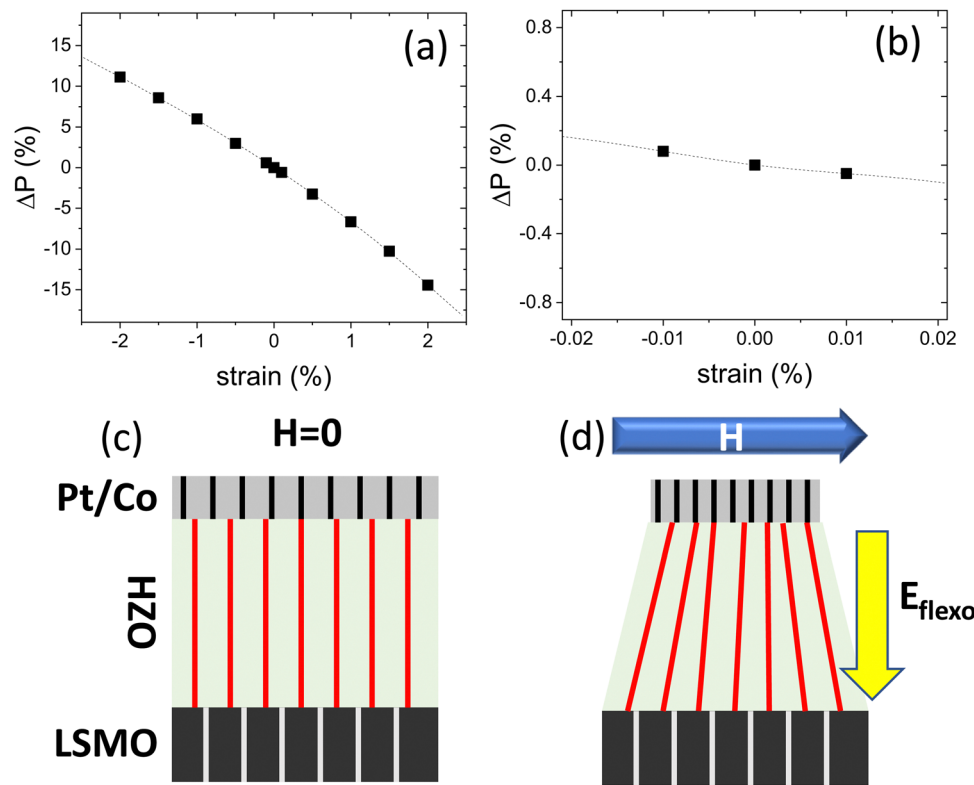 (a)
15
10
5
0
-5
-10
-15
ΔP (%)
-2 -1 0 1 2
strain (%)
(b)
0.8
0.4
0.0
-0.4
-0.8
ΔP (%)
-0.02 -0.01 0.00 0.01 0.02
strain (%)
(c) H=0
Pt/Co
HZO
LSMO
(d) H
E_flexo